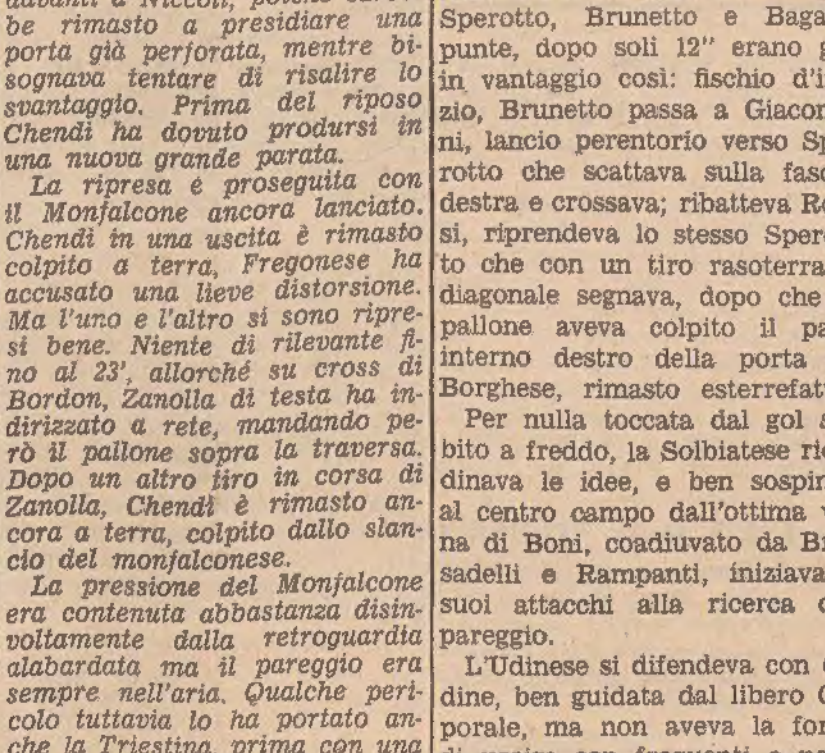 be rimasto a presidiare una
porta già perforata, mentre bi-
sognava tentare di risalire lo
svantaggio. Prima del riposo
Chendi ha dovuto prodursi in
una nuova grande parata.
La ripresa è proseguita con
il Monfalcone ancora lanciato.
Chendi in una uscita è rimasto
colpito a terra, Fregonese ha
accusato una lieve distorsione.
Ma l'uno e l'altro si sono ripre-
si bene. Niente di rilevante fi-
no al 23', allorché su cross di
Bordon, Zanolla di testa ha in-
dirizzato a rete, mandando pe-
rò il pallone sopra la traversa.
Dopo un altro tiro in corsa di
Zanolla, Chendi è rimasto an-
cora a terra, colpito dallo slan-
cio del monfalconese.
La pressione del Monfalcone
era contenuta abbastanza disin-
voltamente dalla retroguardia
alabardata ma il pareggio era
sempre nell'aria. Qualche peri-
colo tuttavia lo ha portato an-
che la Triestina, prima con una
Sperotto, Brunetto e Baga
punte, dopo soli 12" erano g
in vantaggio così: fischio d'i
zio, Brunetto passa a Giacor
ni, lancio perentorio verso Sp
rotto che scattava sulla fasc
destra e crossava; ribatteva Ro
si, riprendeva lo stesso Spero
to che con un tiro rasoterra
diagonale segnava, dopo che
pallone aveva colpito il pa
interno destro della porta
Borghese, rimasto esterrefatt
Per nulla toccata dal gol s
bito a freddo, la Solbiatese rio
dinava le idee, e ben sospin
al centro campo dall'ottima v
na di Boni, coadiuvato da B
sadelli e Rampanti, iniziava
suoi attacchi alla ricerca d
pareggio.
L'Udinese si difendeva con
dine, ben guidata dal libero C
porale, ma non aveva la for